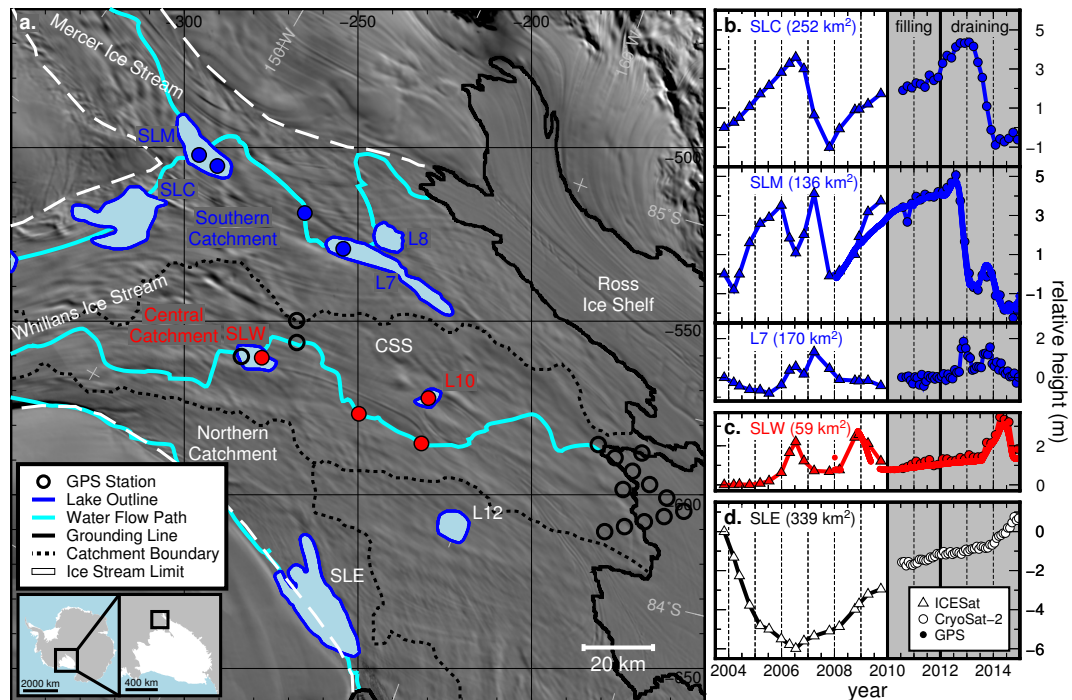 a.
−300
−250
−200
Mercer Ice Stream
150°W
160°W
SLM
−500
SLC
85°S
Southern
Catchment
L8
L7
Ross
Ice Shelf
Whillans Ice Stream
Central
Catchment
SLW
−550
CSS
L10
Northern
Catchment
−600
L12
SLE
84°S
20 km
−650
GPS Station
Lake Outline
Water Flow Path
Grounding Line
Catchment Boundary
Ice Stream Limit
2000 km
400 km
b.
SLC (252 km²)
filling
draining
6
5
3
1
−1
SLM (136 km²)
5
3
1
−1
L7 (170 km²)
2
0
c.
SLW (59 km²)
2
0
d.
SLE (339 km²)
0
−2
−4
−6
ICESat
CryoSat−2
GPS
relative height (m)
2004
2006
2008
2010
2012
2014
year